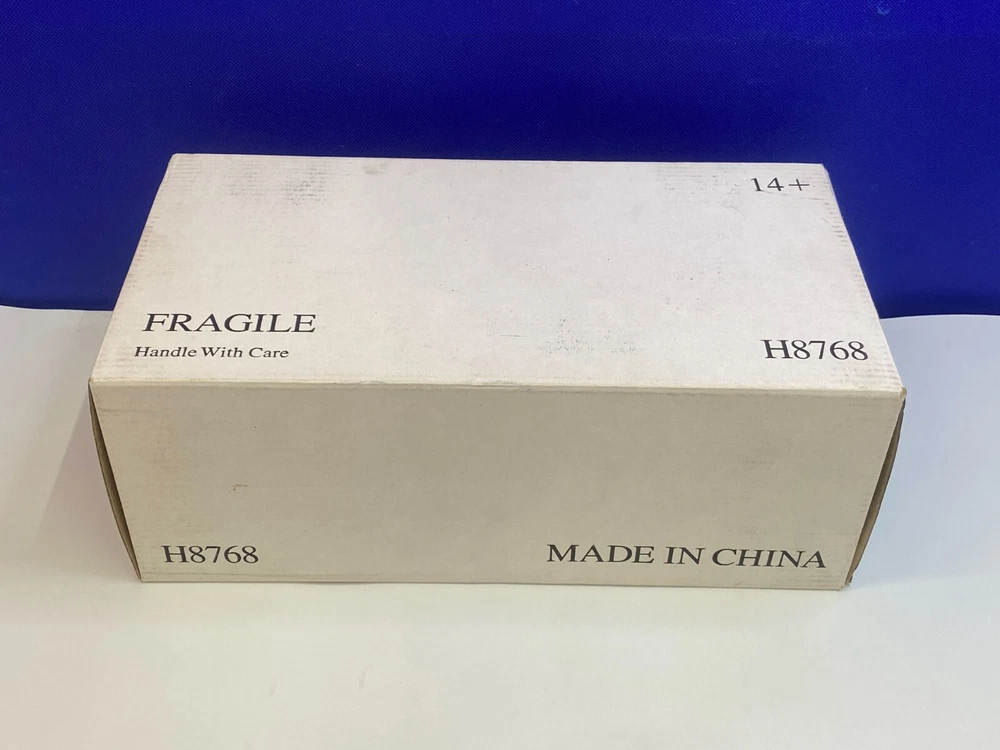 14+
FRAGILE
Handle With Care
H8768
H8768
MADE IN CHINA